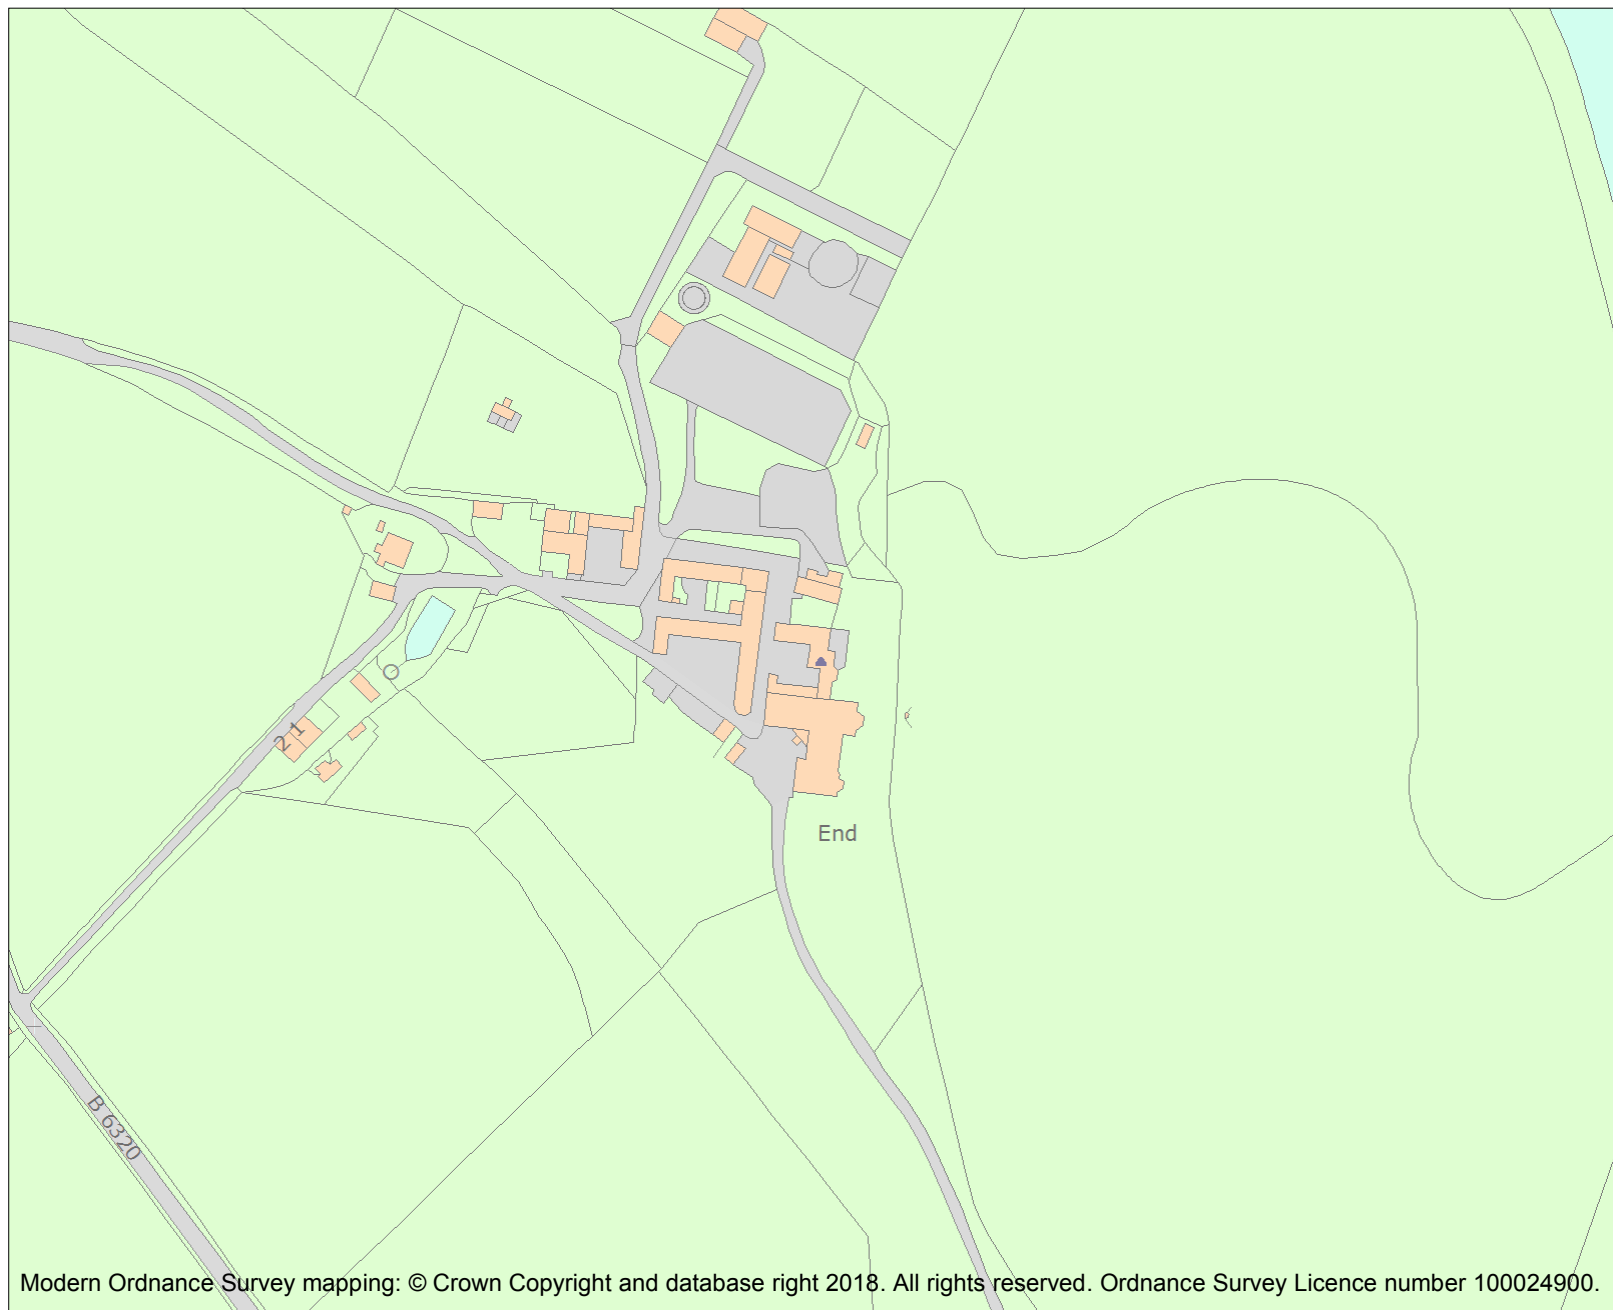 2 1
End
B 6320
Modern Ordnance Survey mapping: © Crown Copyright and database right 2018. All rights reserved. Ordnance Survey Licence number 100024900.